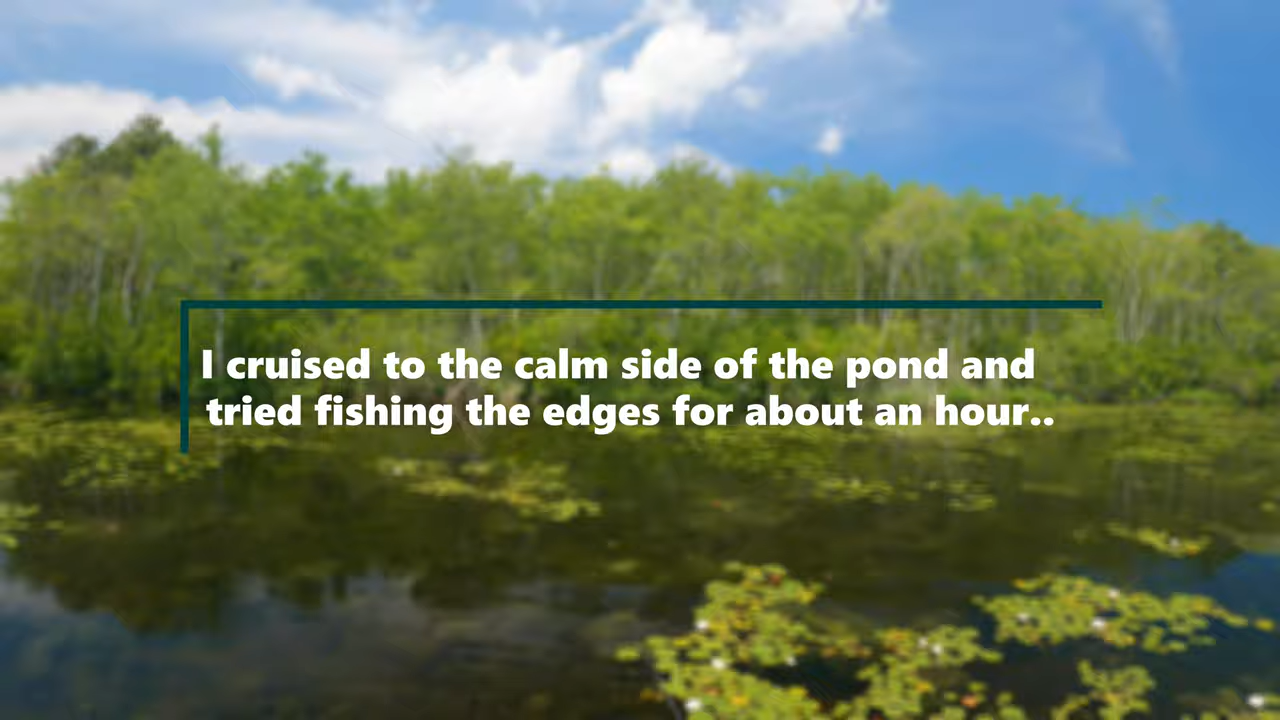 I cruised to the calm side of the pond and
tried fishing the edges for about an hour..